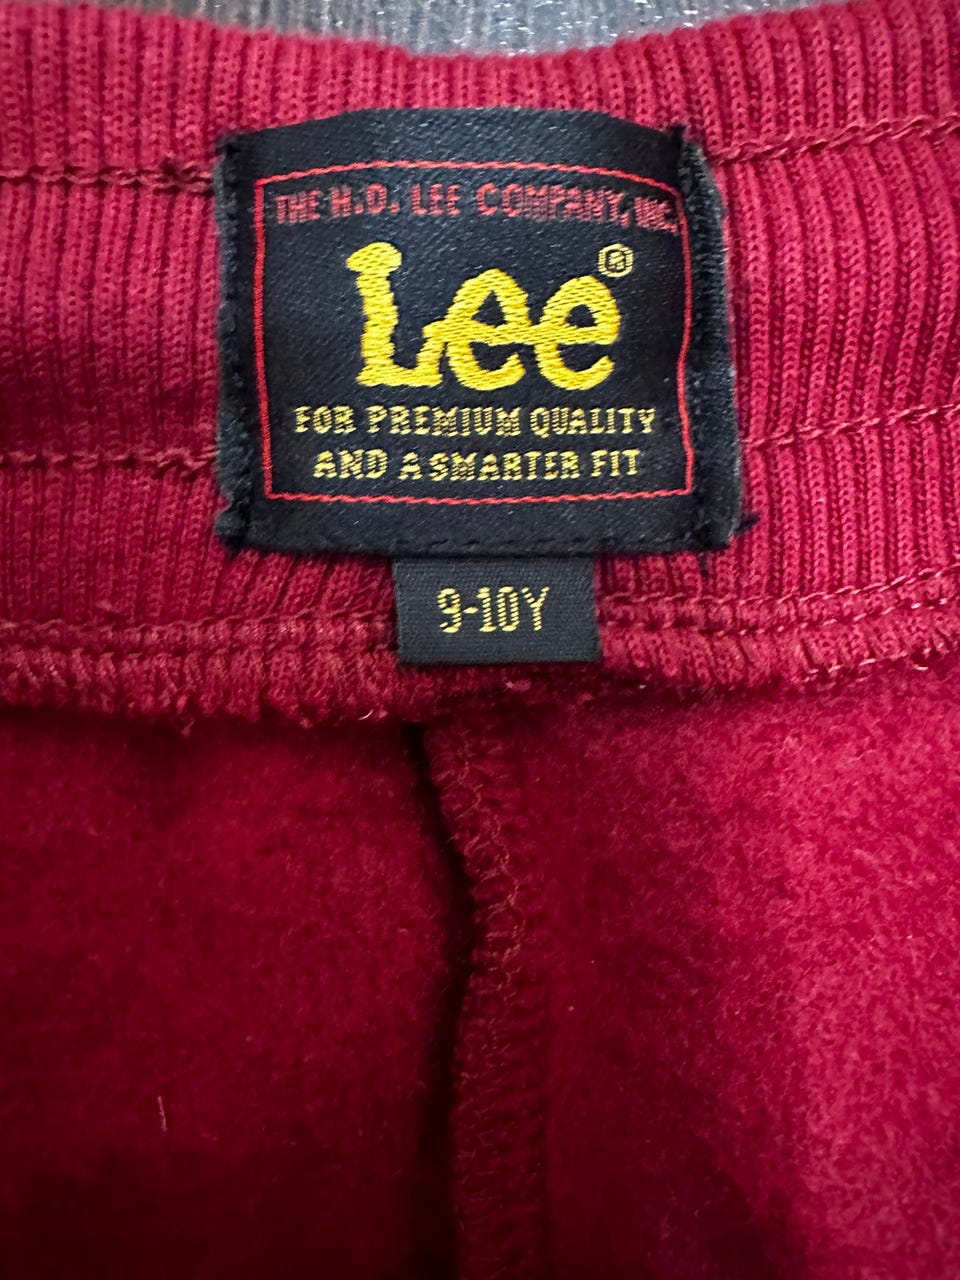 THE H.D. LEE COMPANY, INC.
Lee®
FOR PREMIUM QUALITY
AND A SMARTER FIT
9-10Y